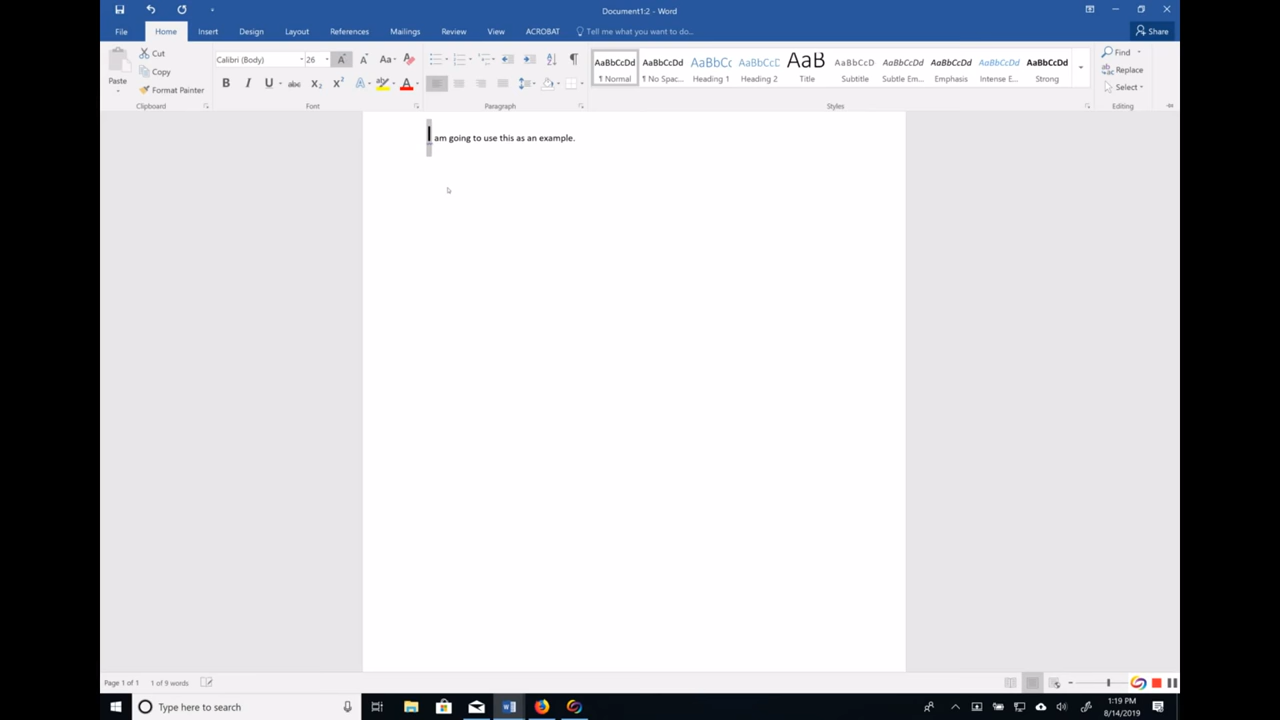 Document1:2 - Word
Share
File Home Insert Design Layout References Mailings Review View ACROBAT Tell me what you want to do...
Paste
Cut
Copy
Format Painter
Clipboard
Calibri (Body) 26
Font
Paragraph
AaBbCcDd ¶ Normal
AaBbCcDd ¶ No Spac...
AaBbCc Heading 1
AaBbCcC Heading 2
AaB Title
AaBbCcD Subtitle
AaBbCcDd Subtle Em...
AaBbCcDd Emphasis
AaBbCcDd Intense E...
AaBbCcDd Strong
Styles
Find
Replace
Select
Editing
I am going to use this as an example.
Page 1 of 1 1 of 9 words
Type here to search
1:19 PM
8/14/2019